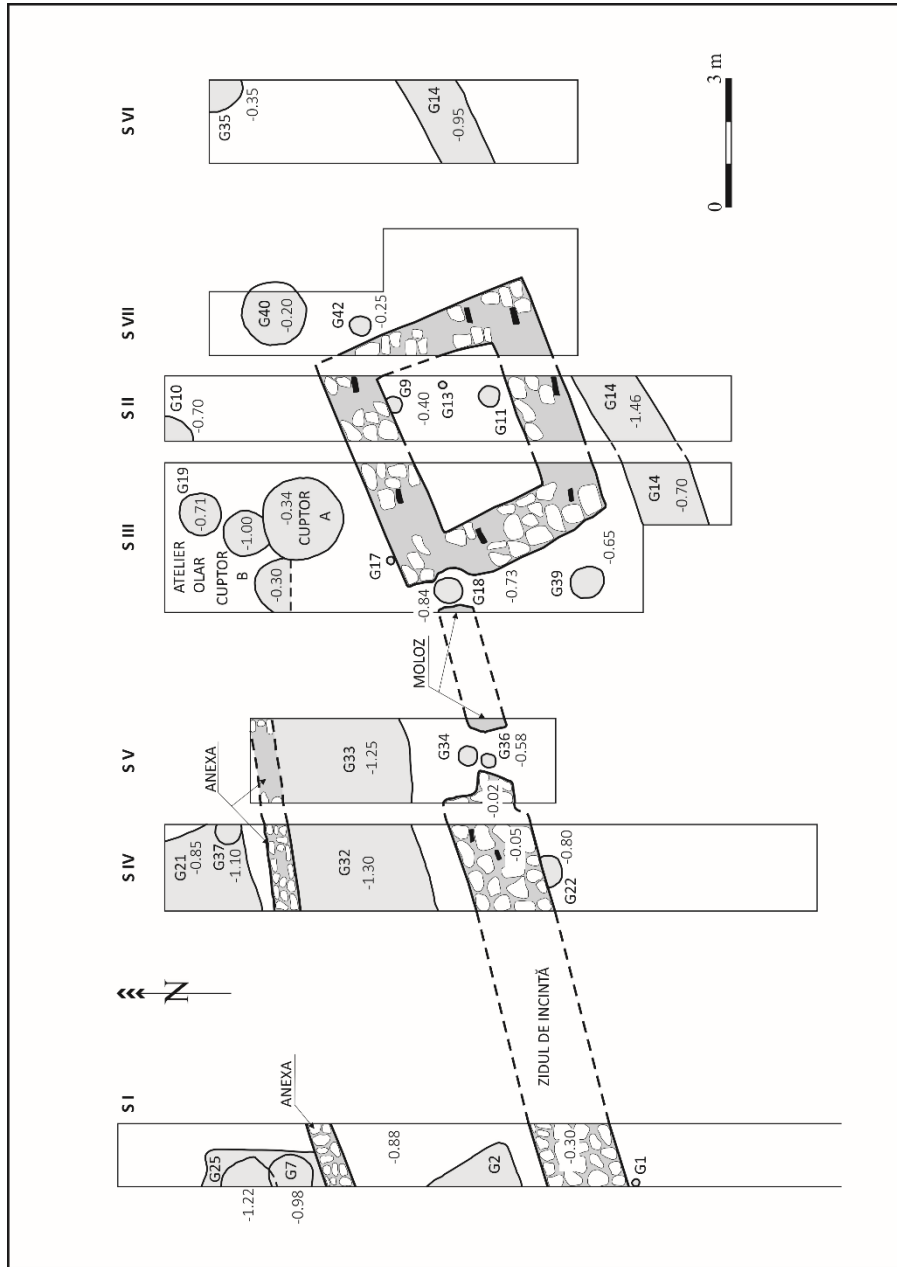 S VI
G35
-0.35
G14
-0.95
3 m
0
S VII
G40
-0.20
G42
-0.25
S II
G10
-0.70
G9
-0.40
G13
G11
G14
-1.46
S III
G19
-0.71
ATELIER
OLAR
CUPTOR
B
-1.00
-0.34
CUPTOR
A
-0.30
G17
-0.84
G18
-0.73
G39
-0.65
G14
-0.70
MOLOZ
S V
ANEXA
G33
-1.25
G34
G36
-0.58
-0.02
S IV
G21
-0.85
G37
-1.10
G32
-1.30
-0.05
-0.80
G22
N
ZIDUL DE INCINTĂ
S I
ANEXA
G25
-1.22
G7
-0.98
-0.88
G2
-0.30
G1